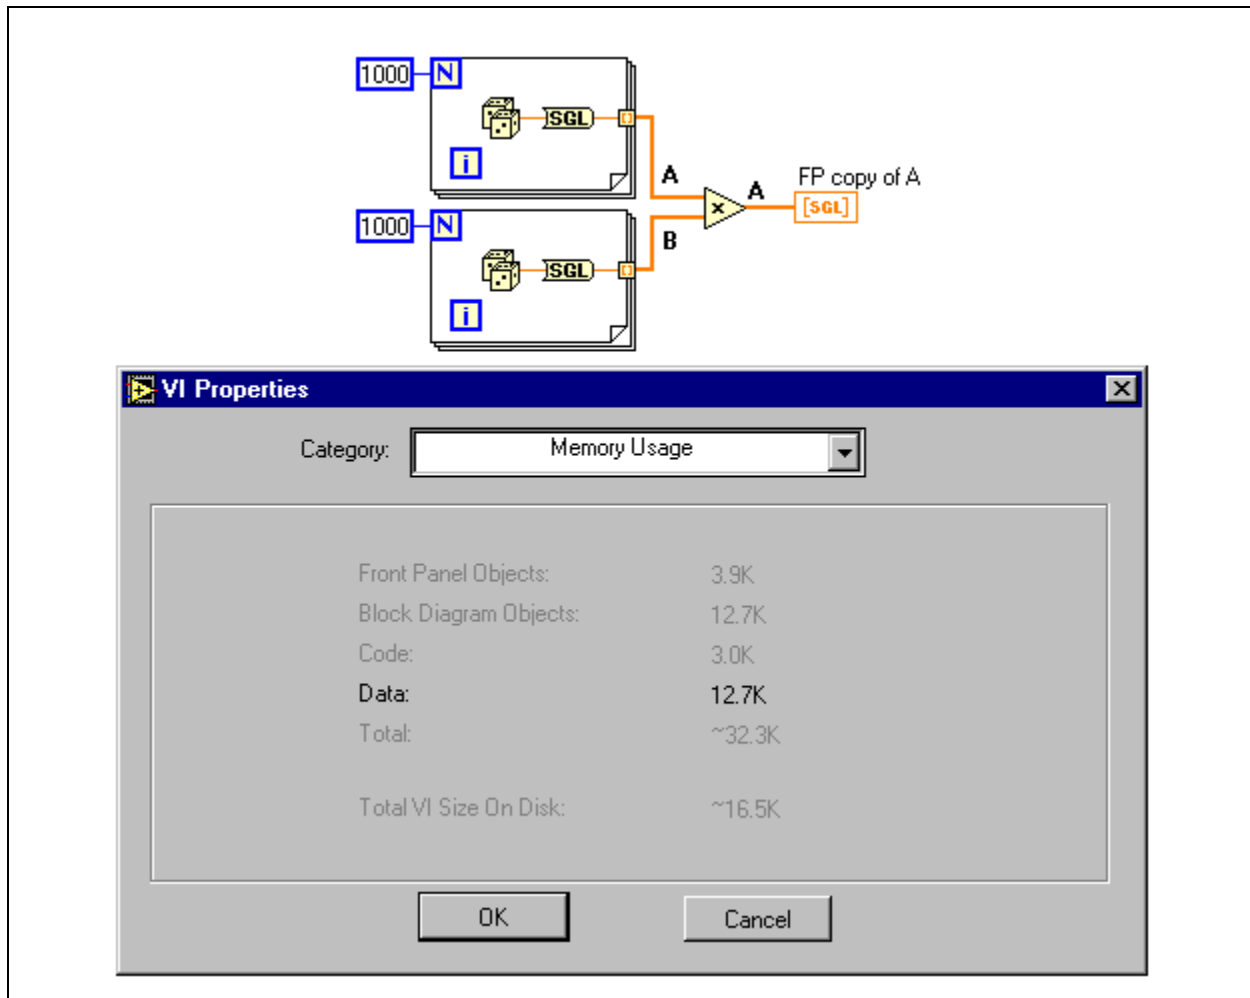 1000 N
SGL
i
A
FP copy of A
A
[SGL]
×
1000 N
B
SGL
i
VI Properties
Category: Memory Usage
Front Panel Objects: 3.9K
Block Diagram Objects: 12.7K
Code: 3.0K
Data: 12.7K
Total: ~32.3K
Total VI Size On Disk: ~16.5K
OK Cancel